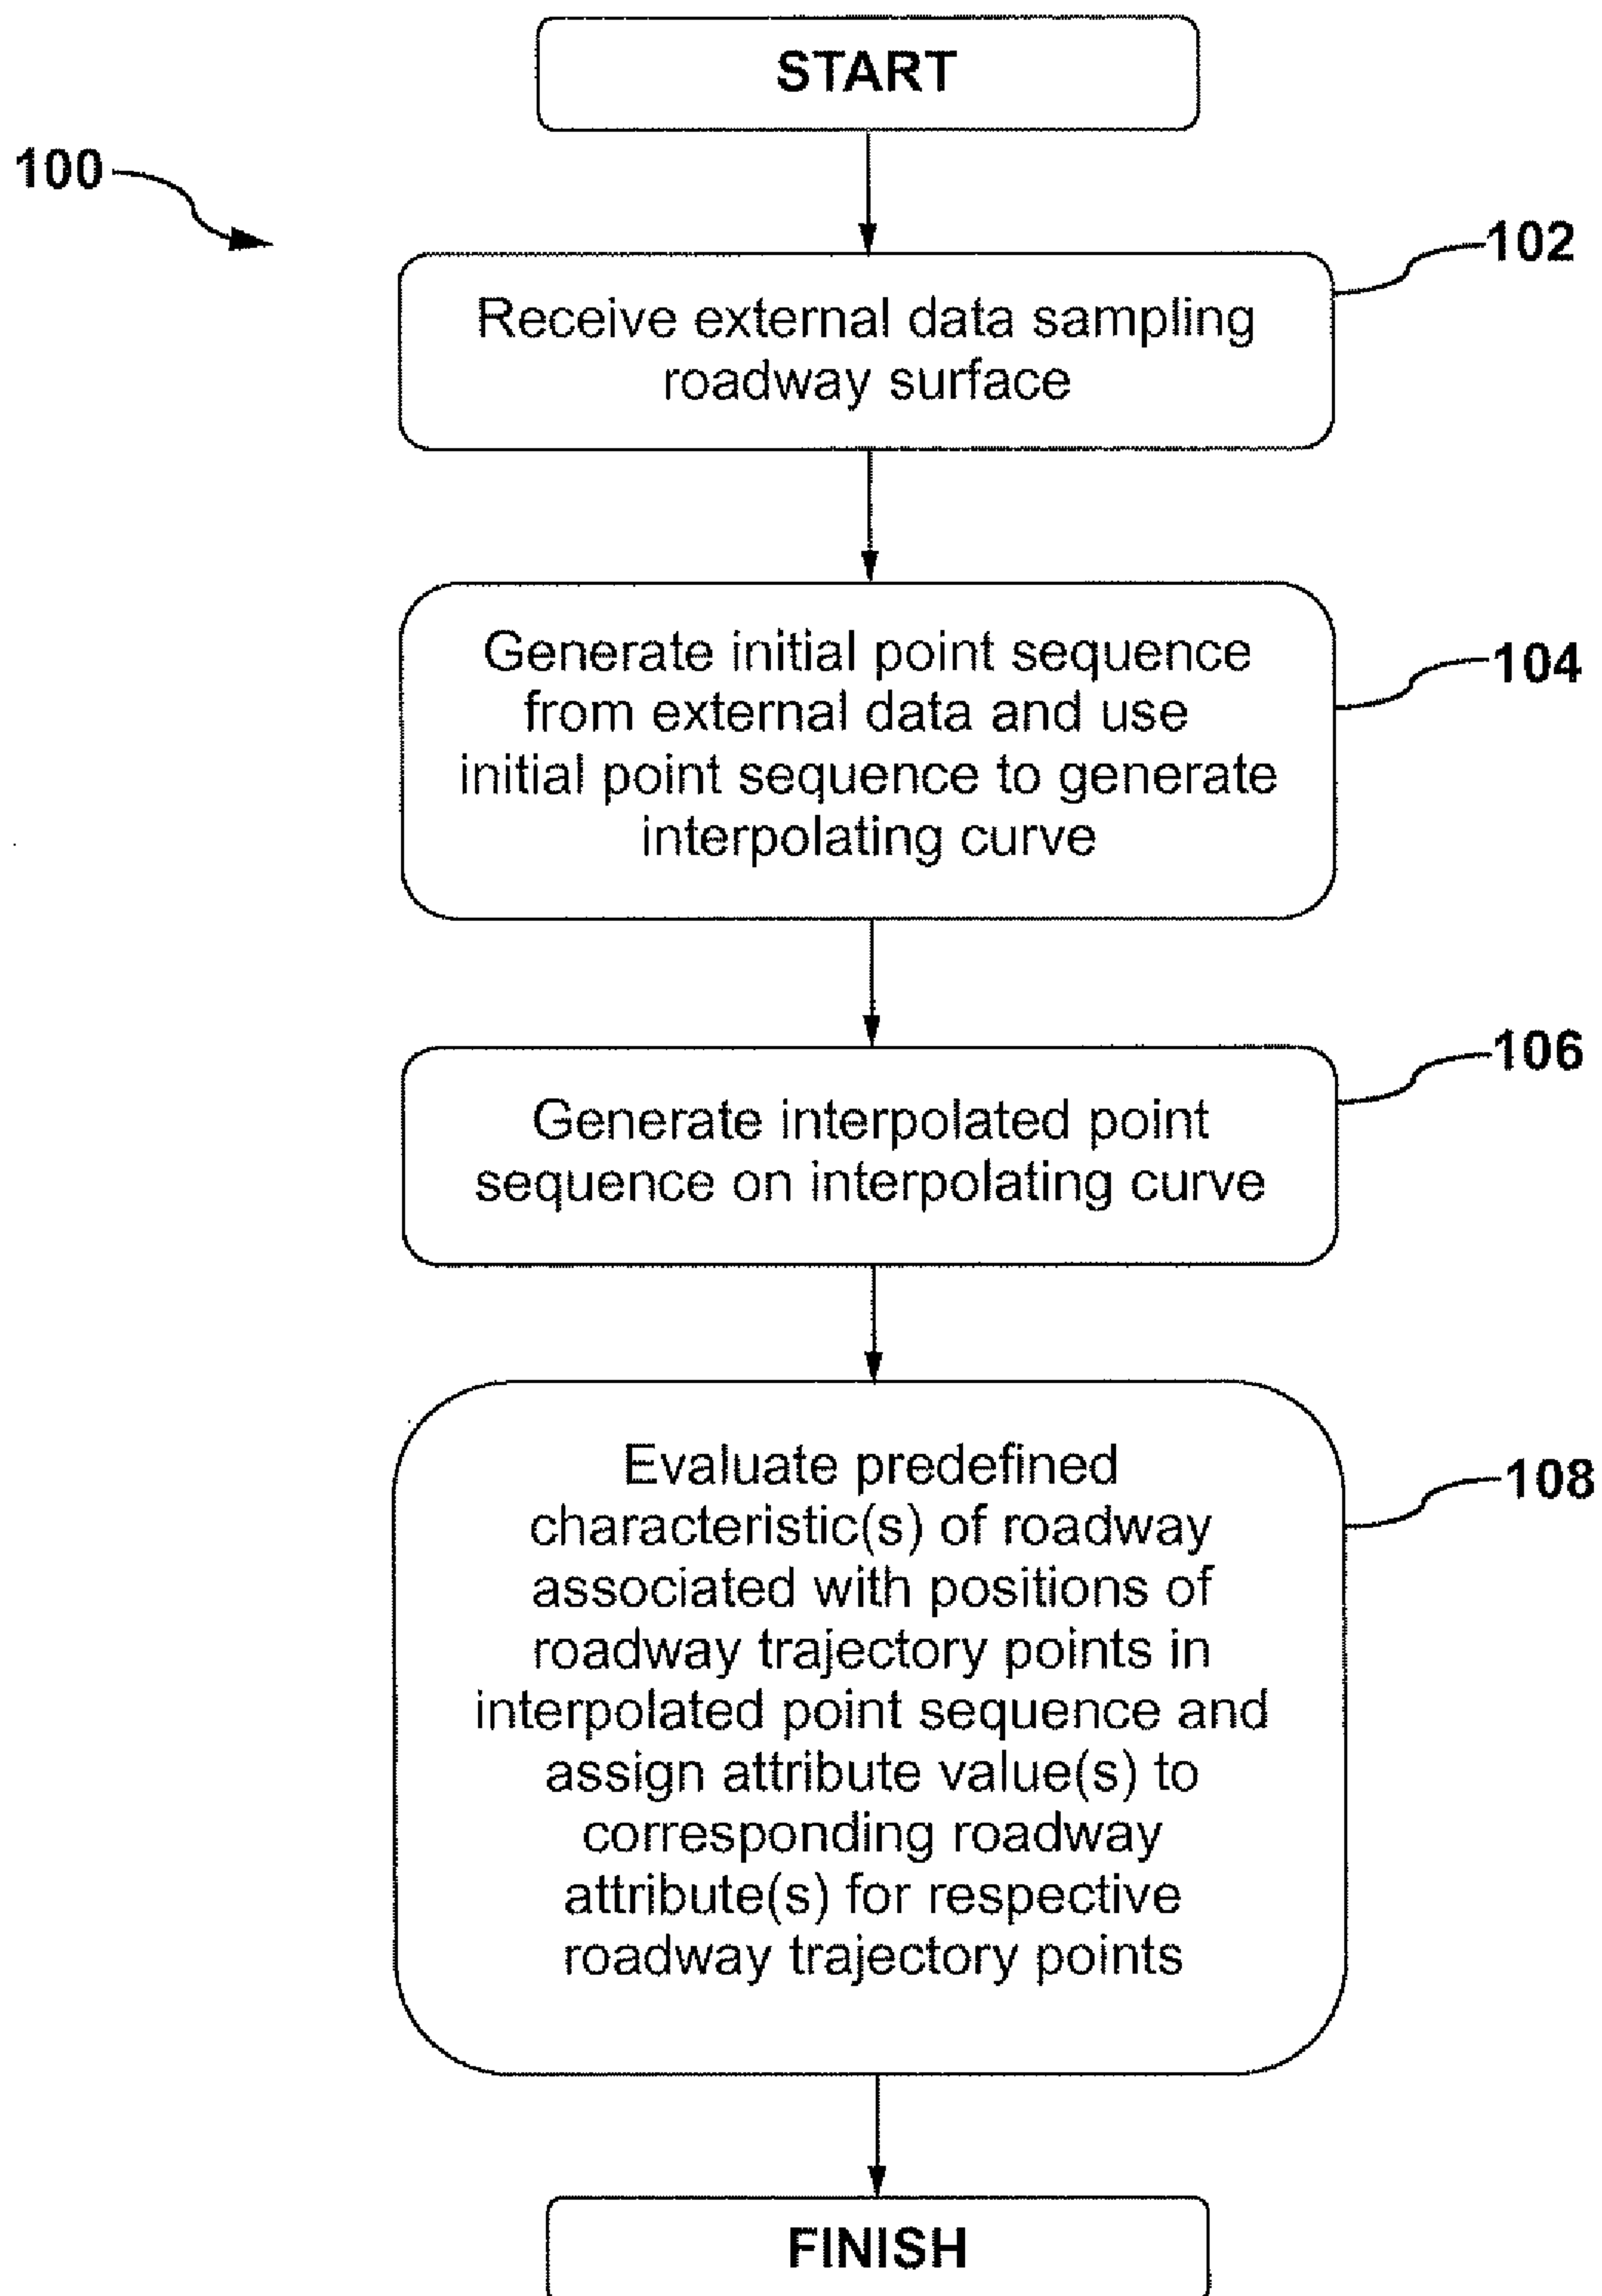 START
100
102
Receive external data sampling
roadway surface
Generate initial point sequence
from external data and use
initial point sequence to generate
interpolating curve
104
106
Generate interpolated point
sequence on interpolating curve
Evaluate predefined
characteristic(s) of roadway
associated with positions of
roadway trajectory points in
interpolated point sequence and
assign attribute value(s) to
corresponding roadway
attribute(s) for respective
roadway trajectory points
108
FINISH